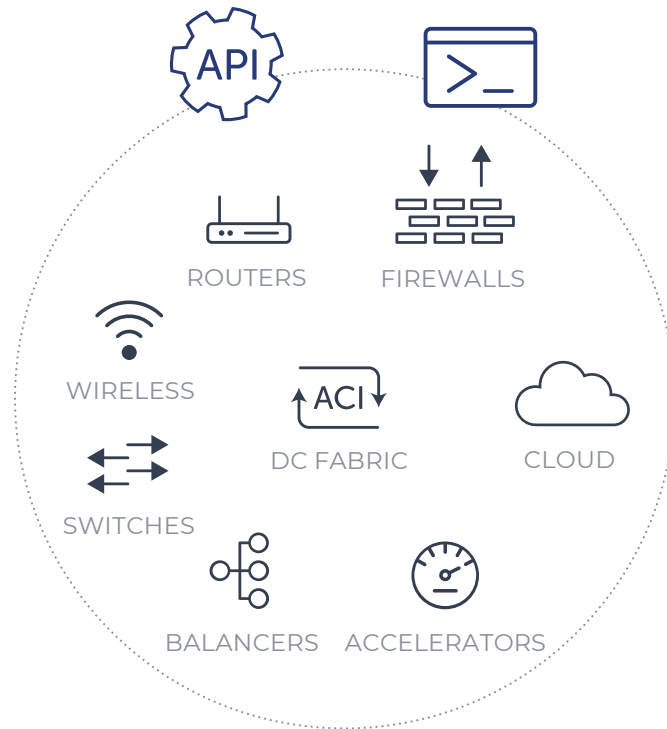 API
>_
ROUTERS
FIREWALLS
WIRELESS
ACI
DC FABRIC
CLOUD
SWITCHES
BALANCERS
ACCELERATORS